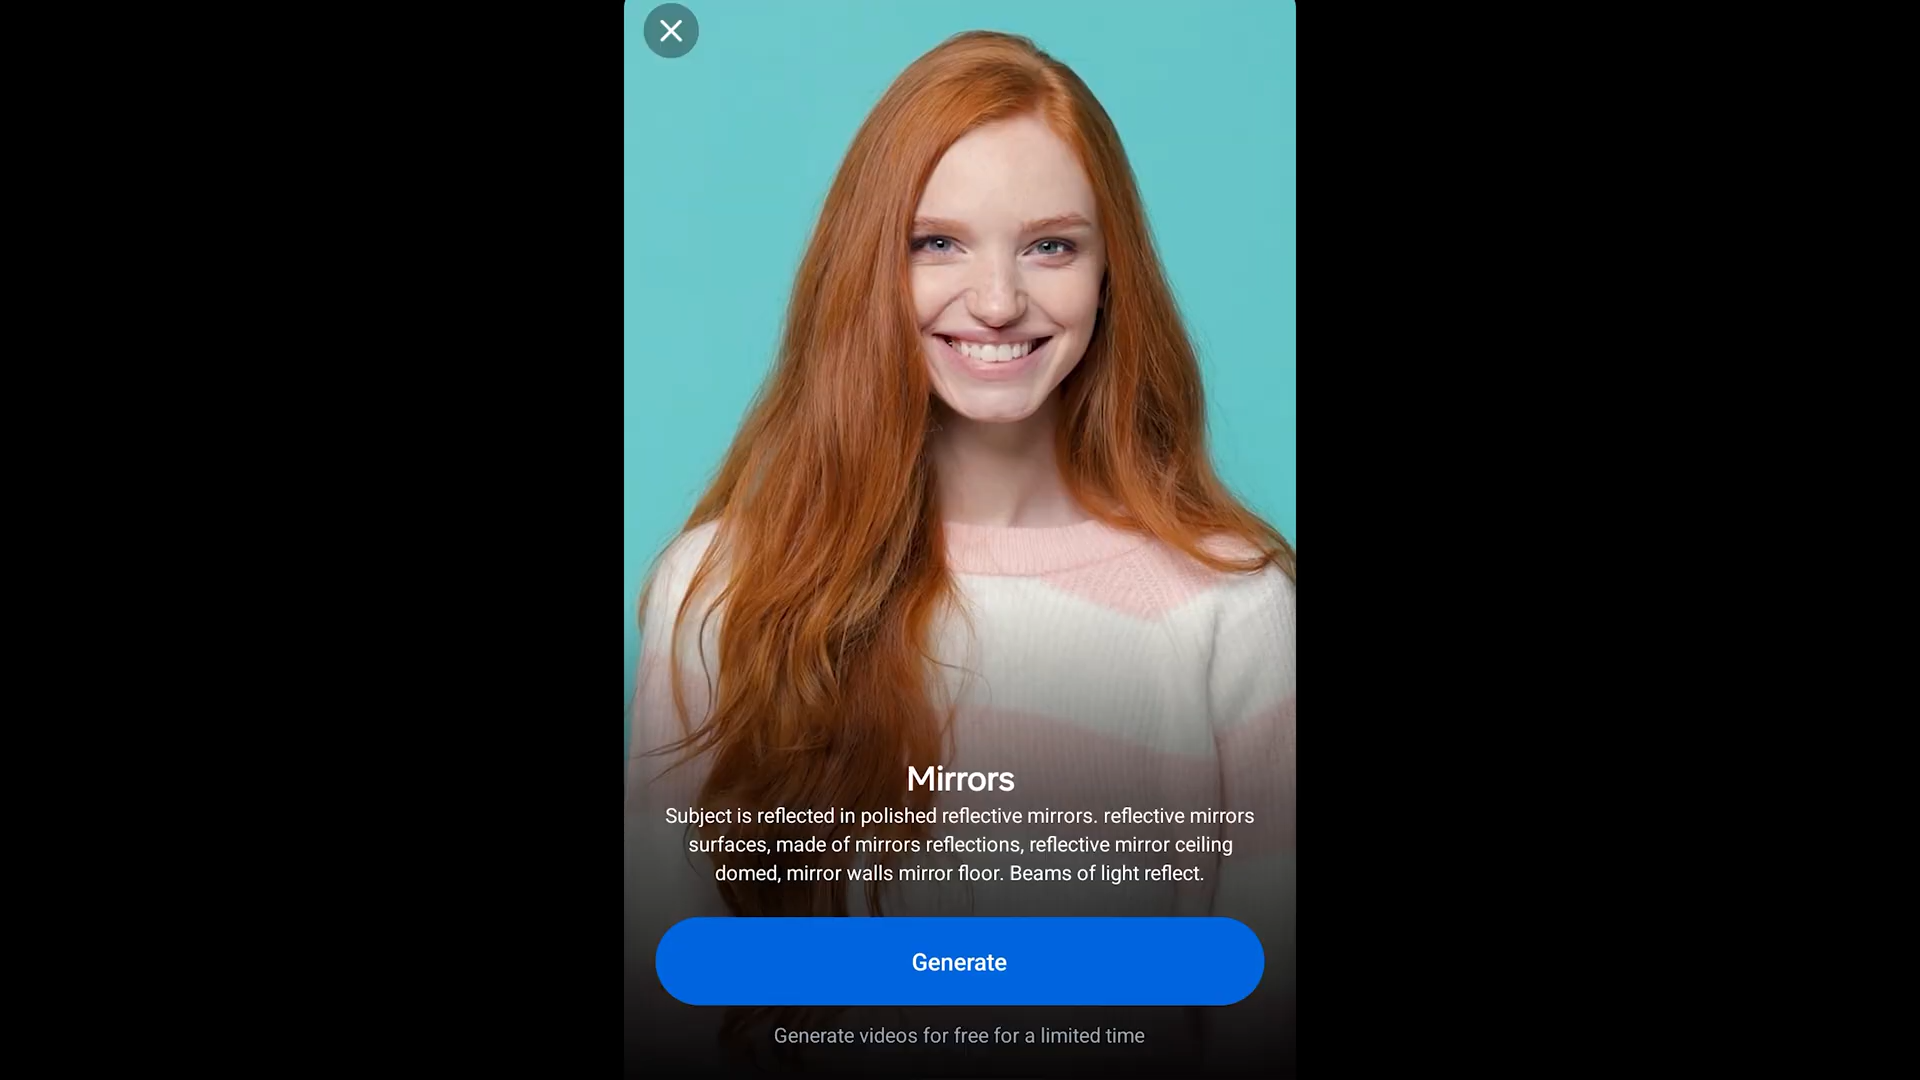 Mirrors
Subject is reflected in polished reflective mirrors. reflective mirrors
surfaces, made of mirrors reflections, reflective mirror ceiling
domed, mirror walls mirror floor. Beams of light reflect.
Generate
Generate videos for free for a limited time